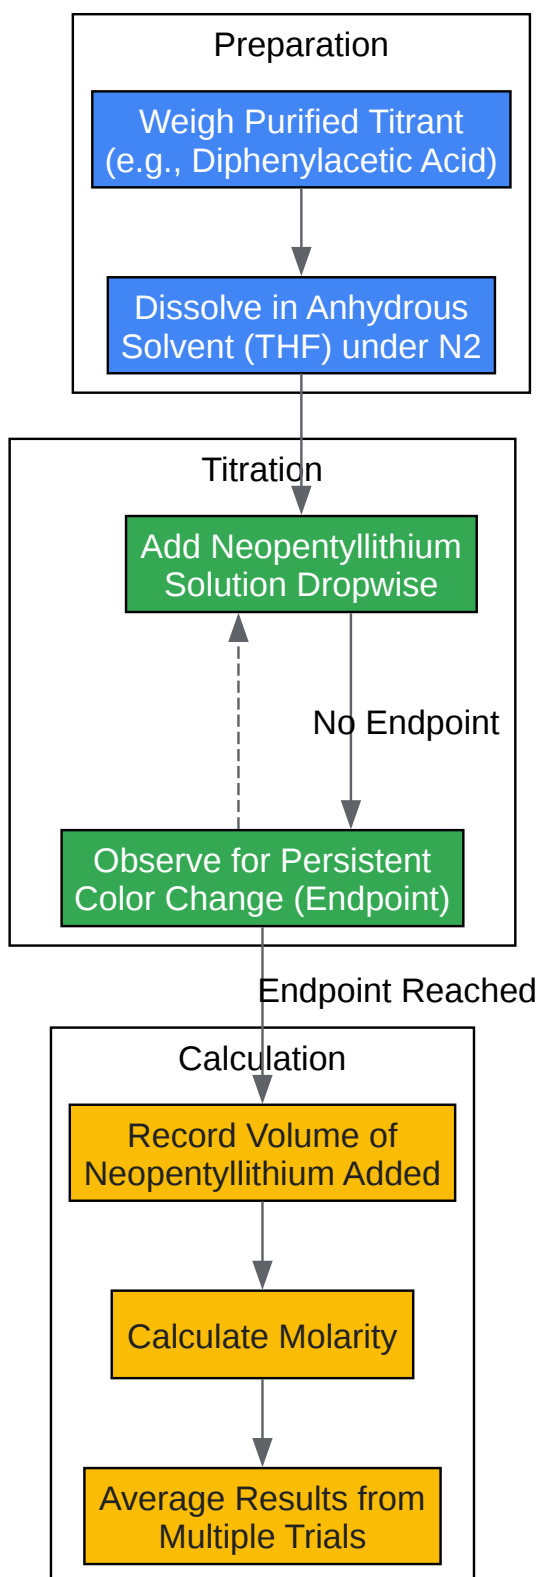 Preparation
Weigh Purified Titrant
(e.g., Diphenylacetic Acid)
Dissolve in Anhydrous
Solvent (THF) under N2
Titration
Add Neopentyllithium
Solution Dropwise
No Endpoint
Observe for Persistent
Color Change (Endpoint)
Endpoint Reached
Calculation
Record Volume of
Neopentyllithium Added
Calculate Molarity
Average Results from
Multiple Trials